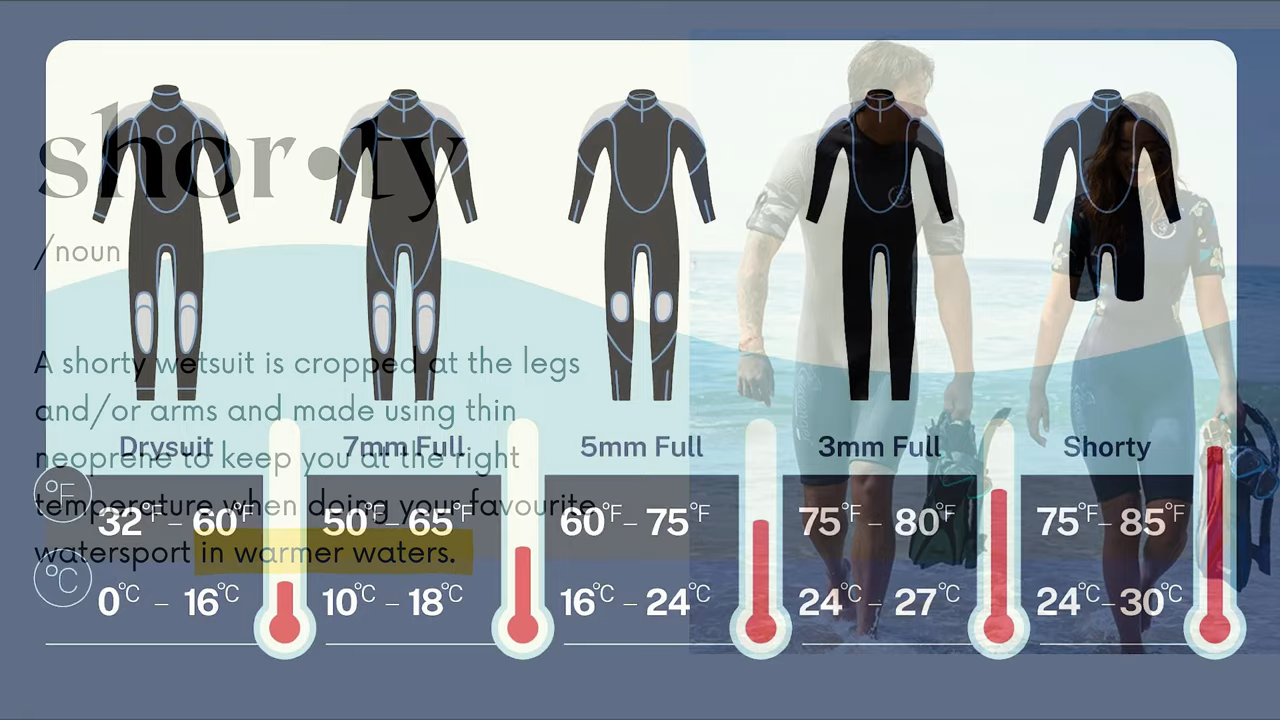 shor•ty
/noun
A shorty wetsuit is cropped at the legs
and/or arms and made using thin
neoprene to keep you at the right
temperature when doing your favourite
watersport in warmer waters.
Drysuit 7mm Full 5mm Full 3mm Full Shorty
°F 32°F – 60°F 50°F – 65°F 60°F – 75°F 75°F – 80°F 75°F – 85°F
°C 0°C – 16°C 10°C – 18°C 16°C – 24°C 24°C – 27°C 24°C – 30°C